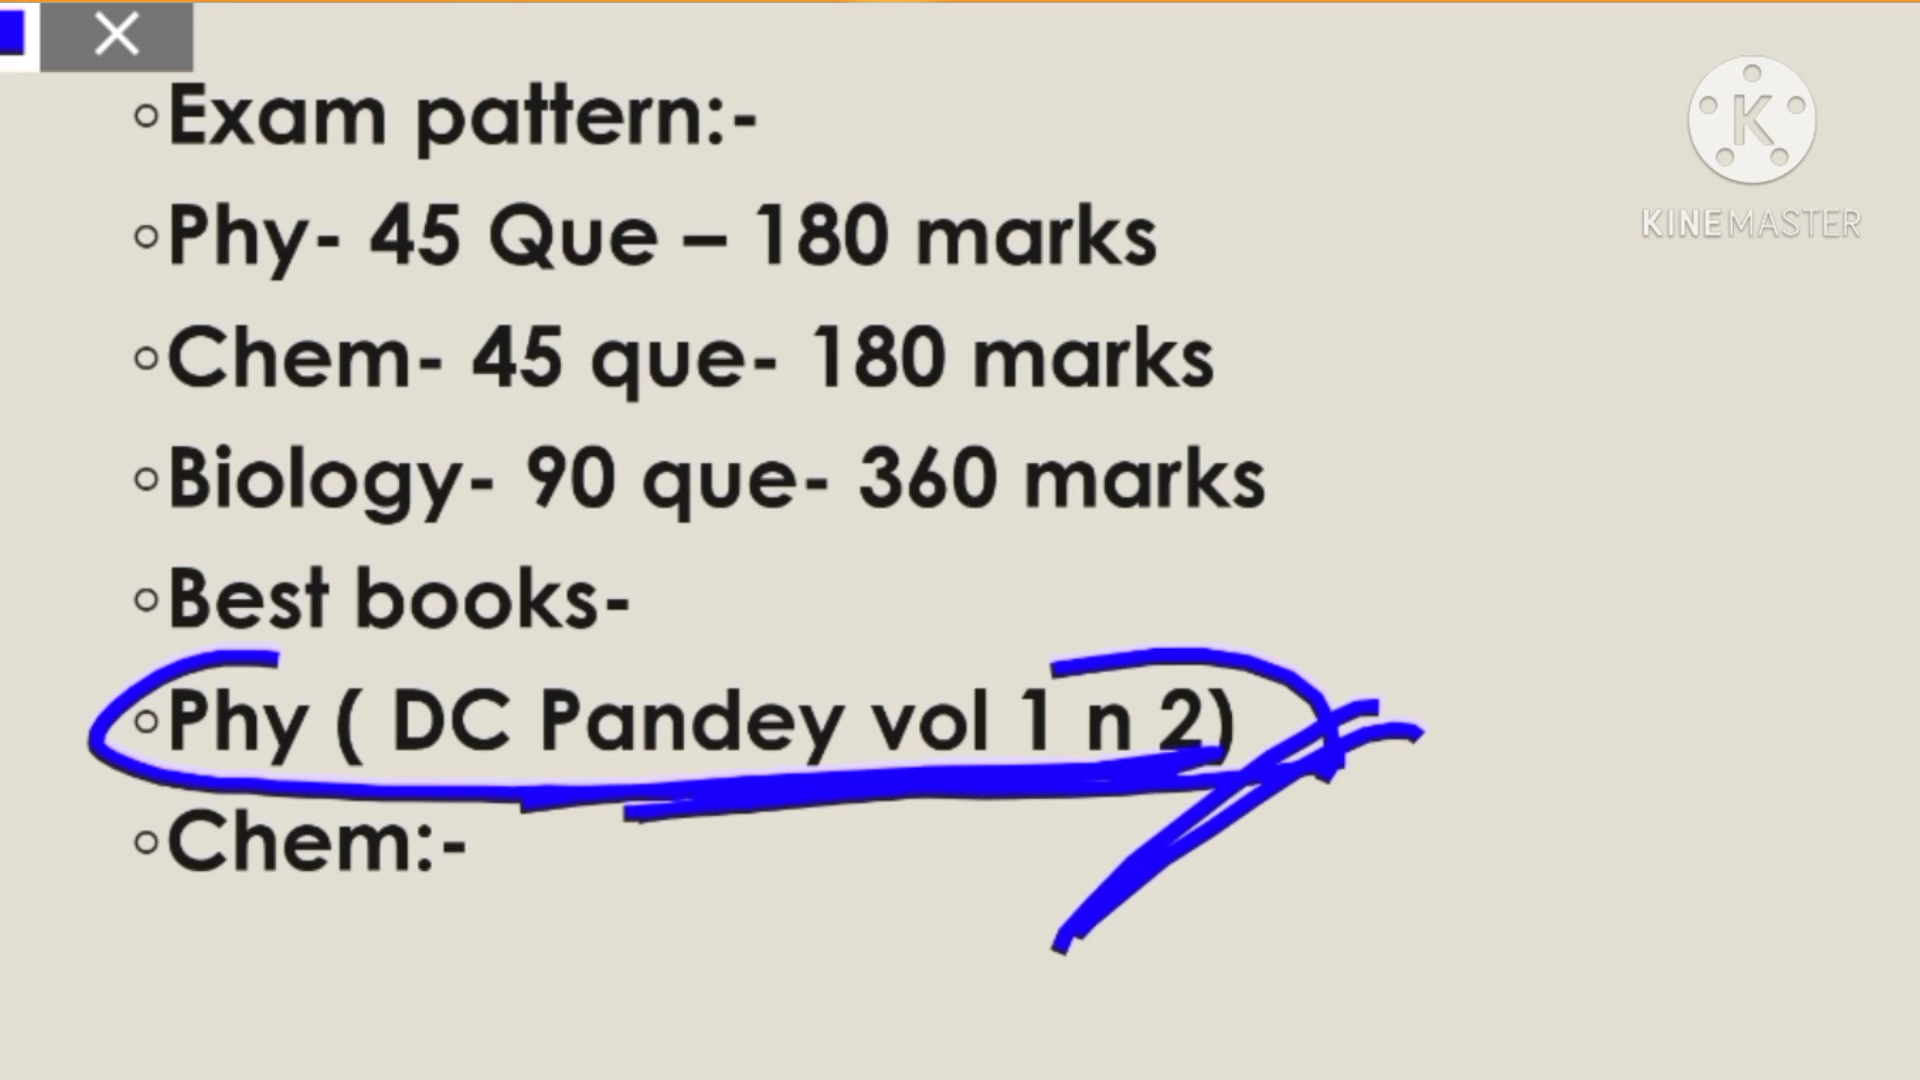 Exam pattern:-
Phy- 45 Que – 180 marks
Chem- 45 que- 180 marks
Biology- 90 que- 360 marks
Best books-
Phy ( DC Pandey vol 1 n 2)
Chem:-
K
KINEMASTER